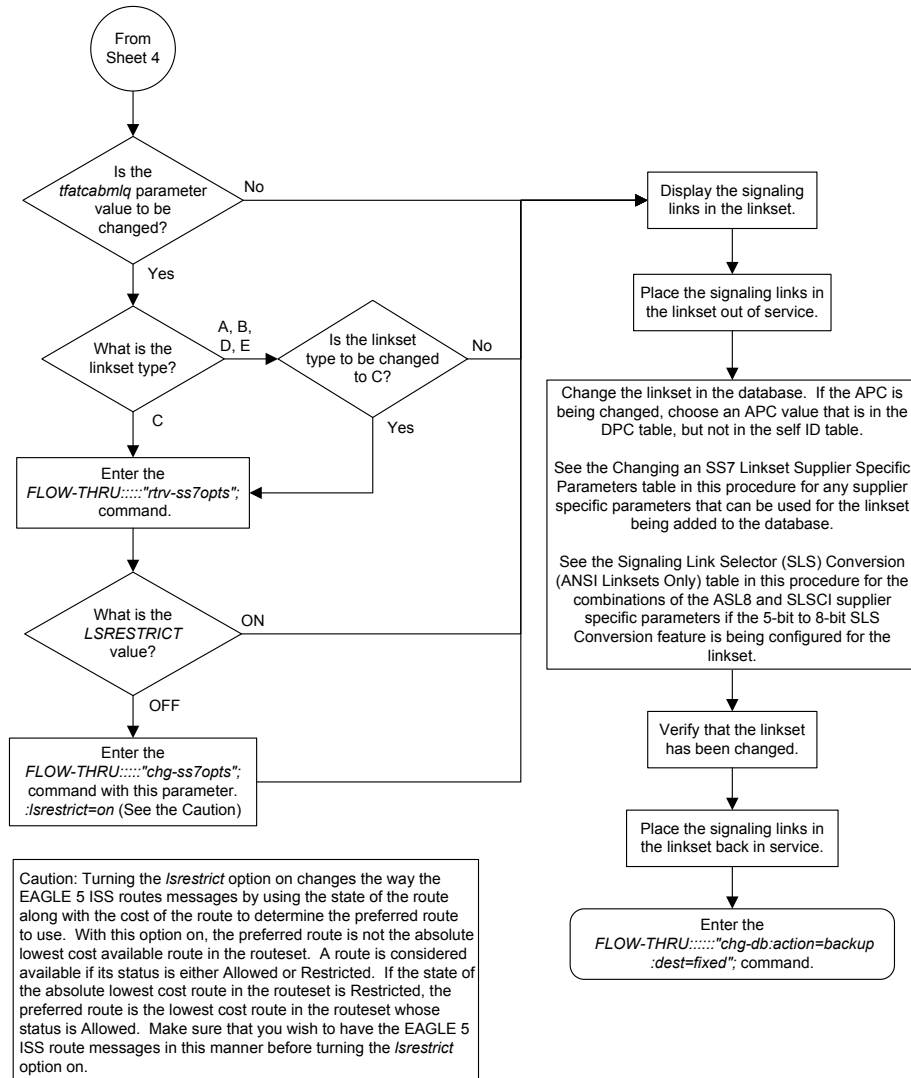 From
Sheet 4
Is the
tfatcabmlq parameter
value to be
changed?
No
Yes
What is the
linkset type?
A, B,
D, E
C
Is the linkset
type to be changed
to C?
No
Yes
Enter the
FLOW-THRU:::::"rtrv-ss7opts";
command.
What is the
LSRESTRICT
value?
ON
OFF
Enter the
FLOW-THRU:::::"chg-ss7opts";
command with this parameter.
:lsrestrict=on (See the Caution)
Caution: Turning the lsrestrict option on changes the way the
EAGLE 5 ISS routes messages by using the state of the route
along with the cost of the route to determine the preferred route
to use. With this option on, the preferred route is not the absolute
lowest cost available route in the routeset. A route is considered
available if its status is either Allowed or Restricted. If the state of
the absolute lowest cost route in the routeset is Restricted, the
preferred route is the lowest cost route in the routeset whose
status is Allowed. Make sure that you wish to have the EAGLE 5
ISS route messages in this manner before turning the lsrestrict
option on.
Display the signaling
links in the linkset.
Place the signaling links in
the linkset out of service.
Change the linkset in the database. If the APC is
being changed, choose an APC value that is in the
DPC table, but not in the self ID table.
See the Changing an SS7 Linkset Supplier Specific
Parameters table in this procedure for any supplier
specific parameters that can be used for the linkset
being added to the database.
See the Signaling Link Selector (SLS) Conversion
(ANSI Linksets Only) table in this procedure for the
combinations of the ASL8 and SLSCI supplier
specific parameters if the 5-bit to 8-bit SLS
Conversion feature is being configured for the
linkset.
Verify that the linkset
has been changed.
Place the signaling links in
the linkset back in service.
Enter the
FLOW-THRU::::::"chg-db:action=backup
:dest=fixed"; command.